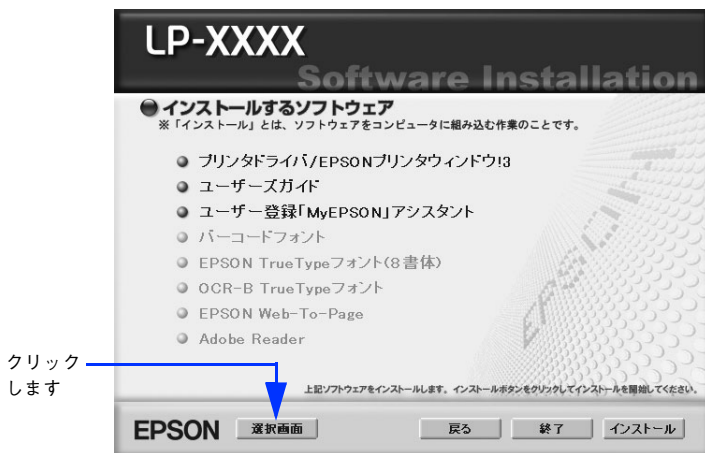 LP-XXXX
Software Installation
インストールするソフトウェア
※「インストール」とは、ソフトウェアをコンピュータに組み込む作業のことです。
プリンタドライバ/EPSONプリンタウィンドウ!3
ユーザーズガイド
ユーザー登録「MyEPSON」アシスタント
バーコードフォント
EPSON TrueTypeフォント(8書体)
OCR-B TrueTypeフォント
EPSON Web-To-Page
Adobe Reader
EPSON
クリック
します
上記ソフトウェアをインストールします。インストールボタンをクリックしてインストールを開始してください。
EPSON 選択画面 戻る 終了 インストール